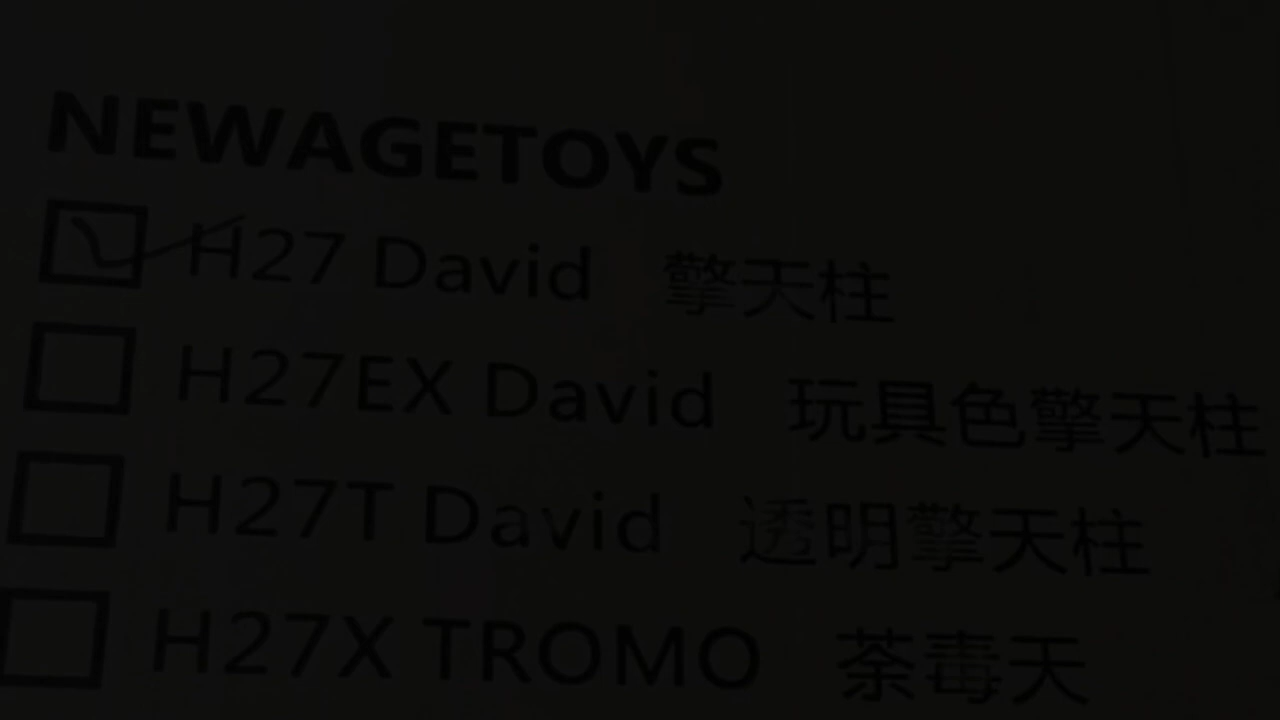 NEWAGETOYS
H27 David 擎天柱
H27EX David 玩具色擎天柱
H27T David 透明擎天柱
H27X TROMO 荼毒天